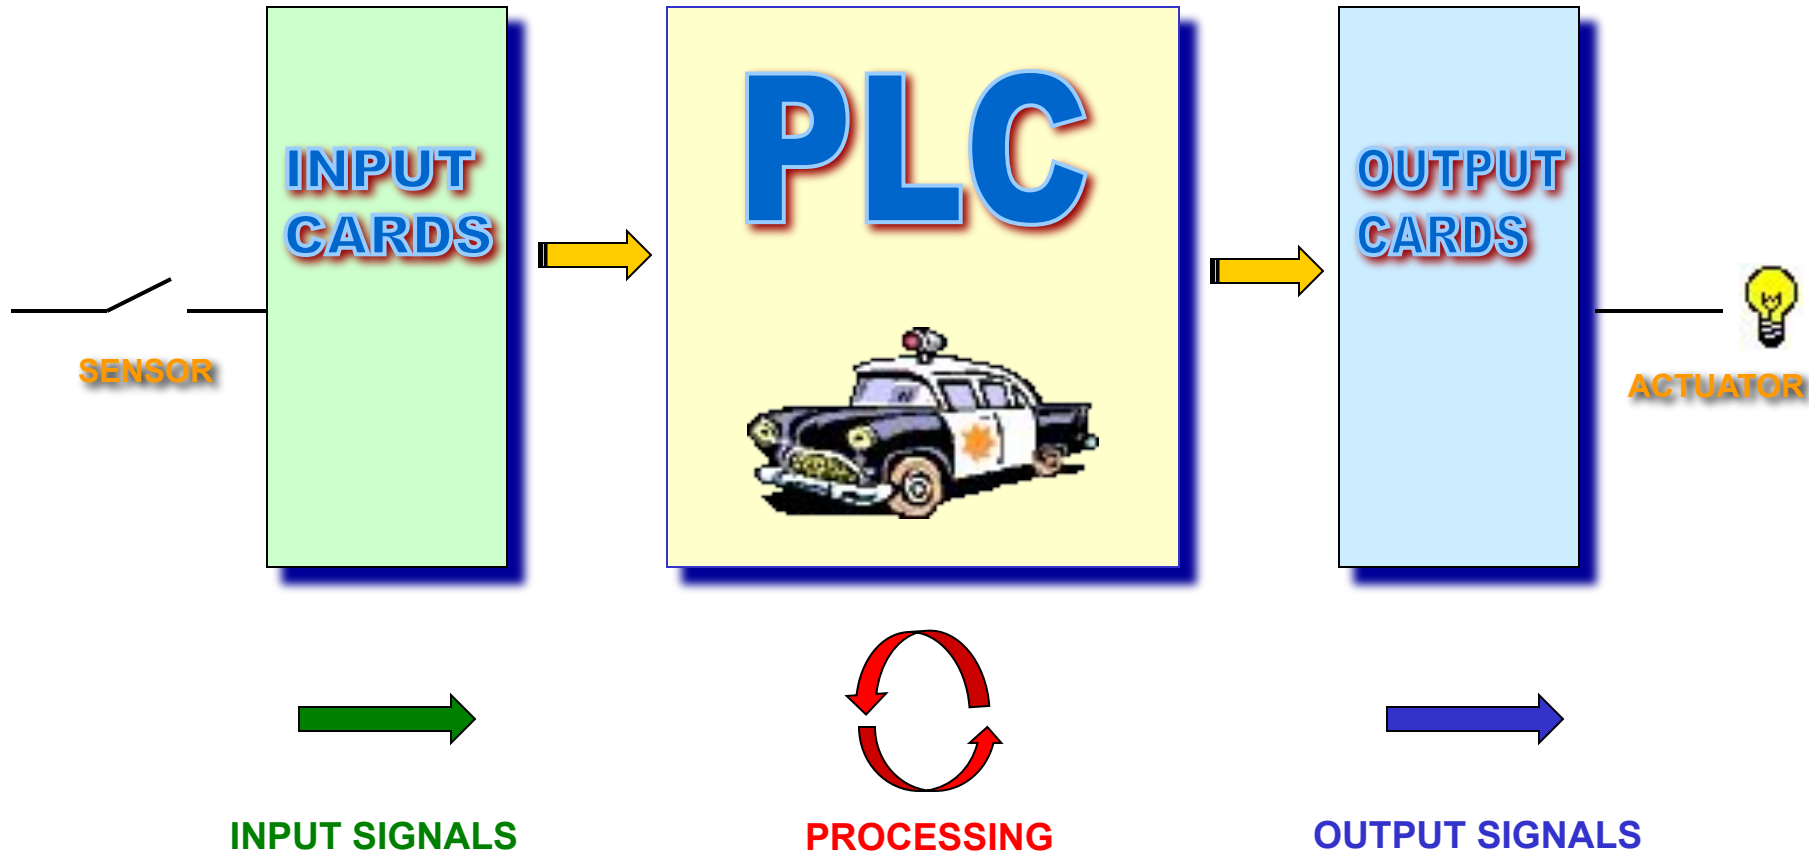 INPUT
CARDS
PLC
OUTPUT
CARDS
SENSOR
ACTUATOR
INPUT SIGNALS
PROCESSING
OUTPUT SIGNALS